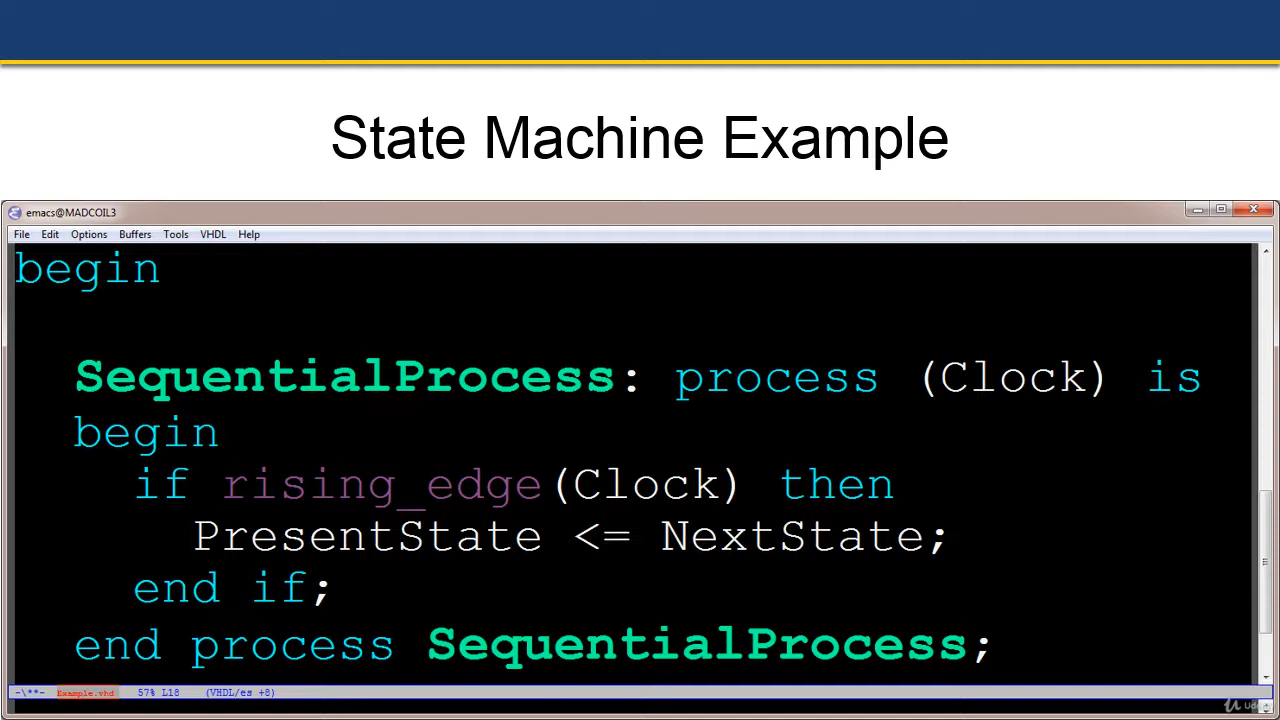 State Machine Example
emacs@MADCOIL3
File Edit Options Buffers Tools VHDL Help
begin
SequentialProcess: process (Clock) is
begin
if rising_edge(Clock) then
PresentState <= NextState;
end if;
end process SequentialProcess;
-\**- Example.vhd 57% L18 (VHDL/es +8)